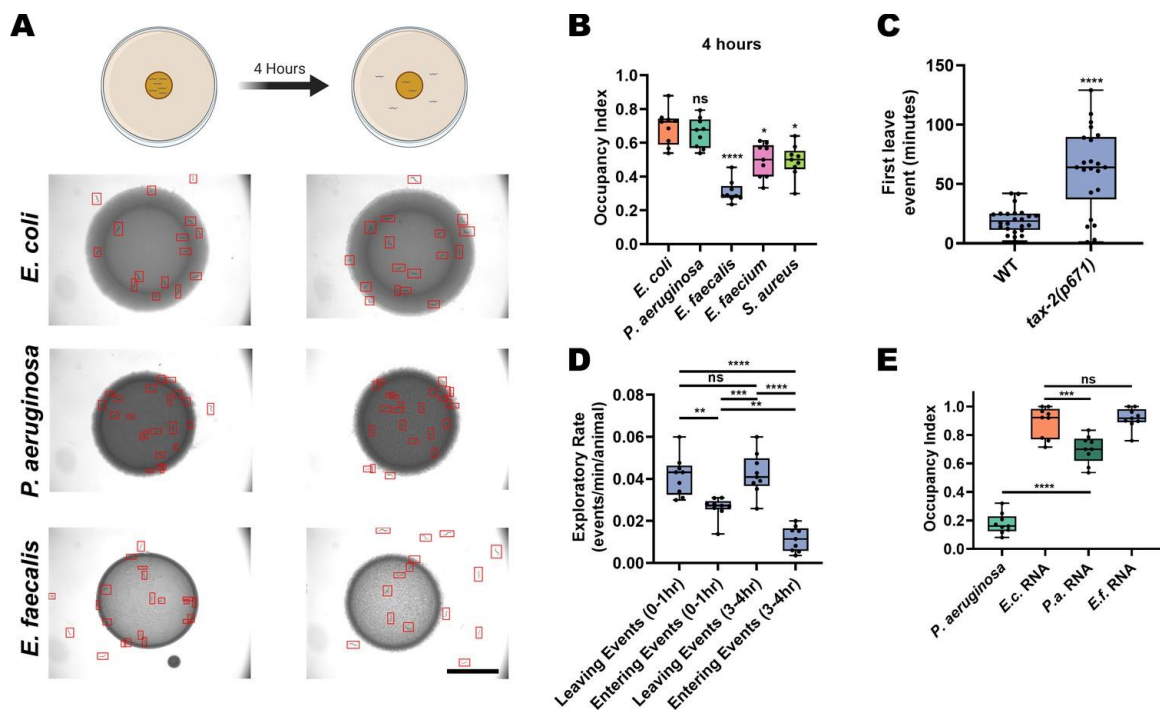 A
4 Hours
E. coli
P. aeruginosa
E. faecalis
B
4 hours
Occupancy Index
1.0
0.8
0.6
0.4
0.2
0.0
ns
****
*
*
E. coli
P. aeruginosa
E. faecalis
E. faecium
S. aureus
C
First leave
event (minutes)
150
100
50
0
****
WT
tax-2(p671)
D
Exploratory Rate
(events/min/animal)
0.08
0.06
0.04
0.02
0.00
****
ns
*** ****
** **
Leaving Events (0-1hr)
Entering Events (0-1hr)
Leaving Events (3-4hr)
Entering Events (3-4hr)
E
Occupancy Index
1.0
0.8
0.6
0.4
0.2
0.0
ns
***
****
P. aeruginosa
E.c. RNA
P.a. RNA
E.f. RNA